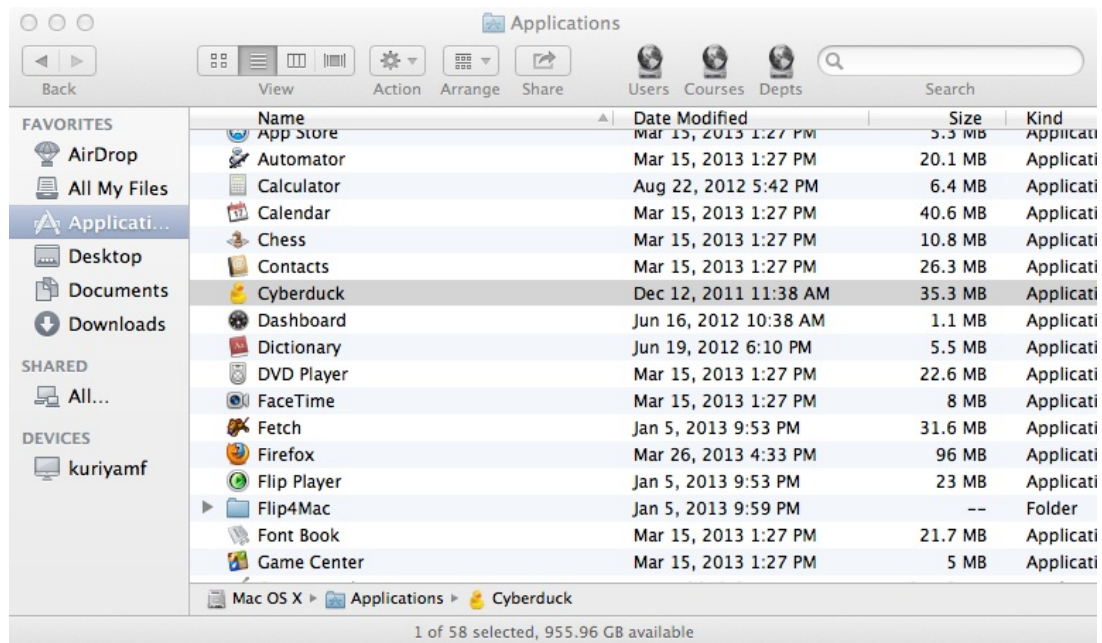 Applications
Back View Action Arrange Share Users Courses Depts Search
FAVORITES
AirDrop
All My Files
Applicati...
Desktop
Documents
Downloads
SHARED
All...
DEVICES
kuriyamf
Name Date Modified Size Kind
App Store Mar 15, 2013 1:27 PM 5.3 MB Applicati
Automator Mar 15, 2013 1:27 PM 20.1 MB Applicati
Calculator Aug 22, 2012 5:42 PM 6.4 MB Applicati
Calendar Mar 15, 2013 1:27 PM 40.6 MB Applicati
Chess Mar 15, 2013 1:27 PM 10.8 MB Applicati
Contacts Mar 15, 2013 1:27 PM 26.3 MB Applicati
Cyberduck Dec 12, 2011 11:38 AM 35.3 MB Applicati
Dashboard Jun 16, 2012 10:38 AM 1.1 MB Applicati
Dictionary Jun 19, 2012 6:10 PM 5.5 MB Applicati
DVD Player Mar 15, 2013 1:27 PM 22.6 MB Applicati
FaceTime Mar 15, 2013 1:27 PM 8 MB Applicati
Fetch Jan 5, 2013 9:53 PM 31.6 MB Applicati
Firefox Mar 26, 2013 4:33 PM 96 MB Applicati
Flip Player Jan 5, 2013 9:53 PM 23 MB Applicati
Flip4Mac Jan 5, 2013 9:59 PM -- Folder
Font Book Mar 15, 2013 1:27 PM 21.7 MB Applicati
Game Center Mar 15, 2013 1:27 PM 5 MB Applicati
Mac OS X ▸ Applications ▸ Cyberduck
1 of 58 selected, 955.96 GB available